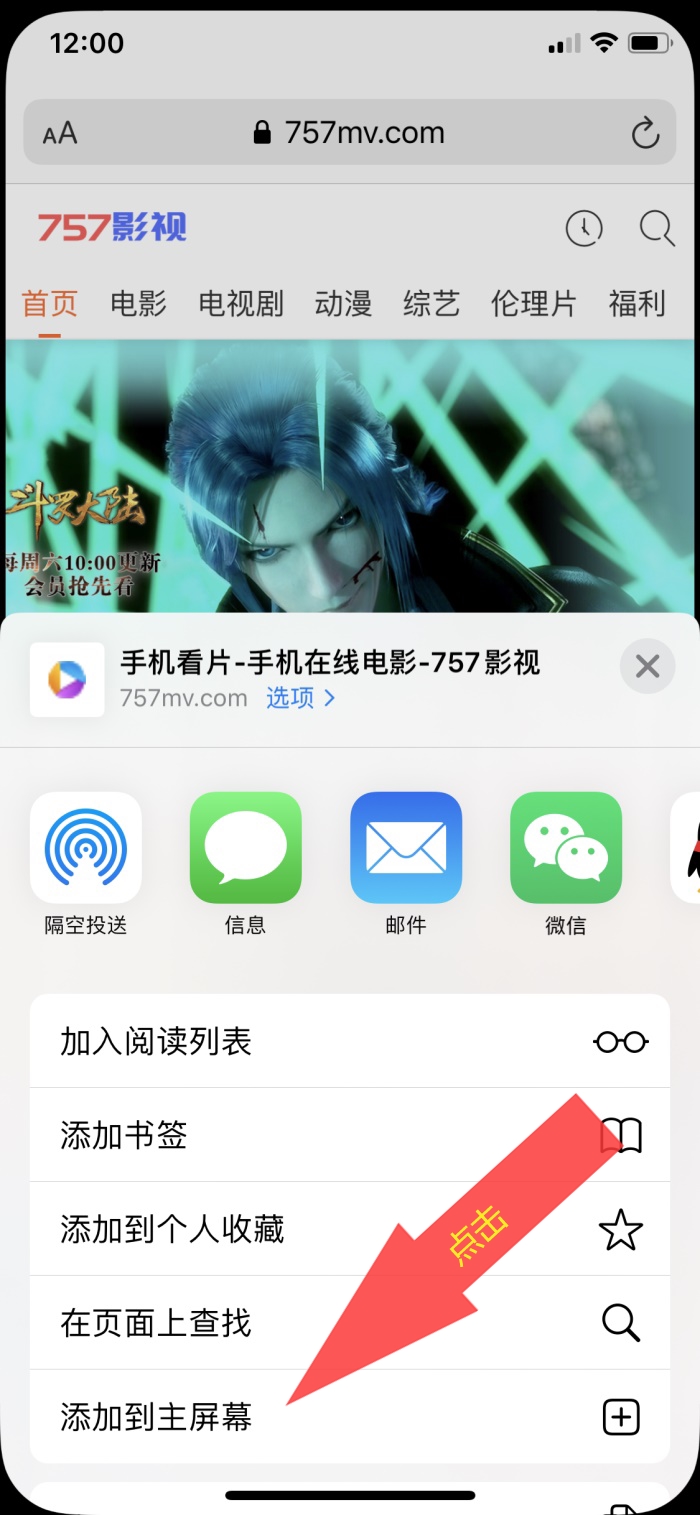 12:00
AA
757mv.com
757影视
首页 电影 电视剧 动漫 综艺 伦理片 福利
斗罗大陆
每周六10:00更新
会员抢先看
手机看片-手机在线电影-757影视
757mv.com 选项
隔空投送 信息 邮件 微信
加入阅读列表
添加书签
点击
添加到个人收藏
在页面上查找
添加到主屏幕